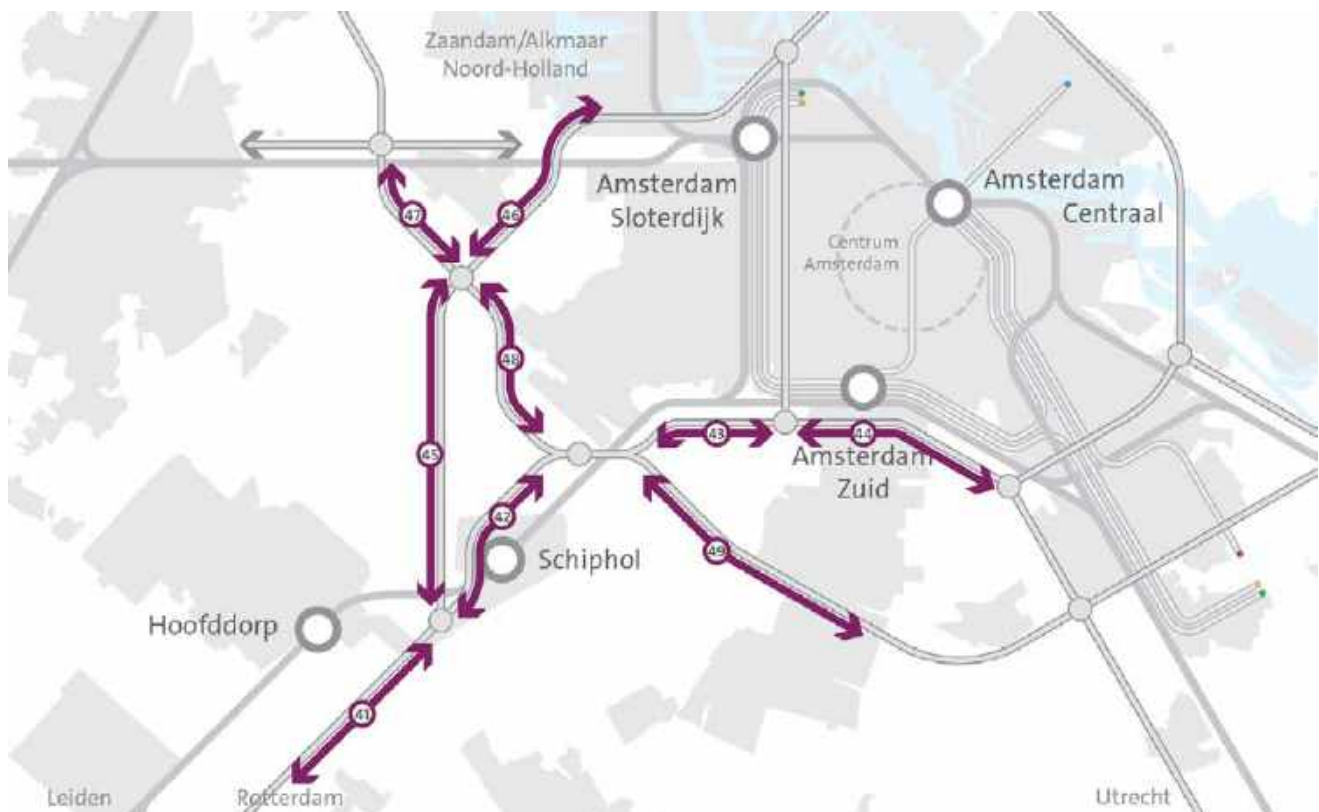 Zaandam/Alkmaar
Noord-Holland
Amsterdam
Sloterdijk
Amsterdam
Centraal
Centrum
Amsterdam
47
46
48
45
43
44
Amsterdam
Zuid
42
49
Schiphol
Hoofddorp
41
Leiden
Rotterdam
Utrecht